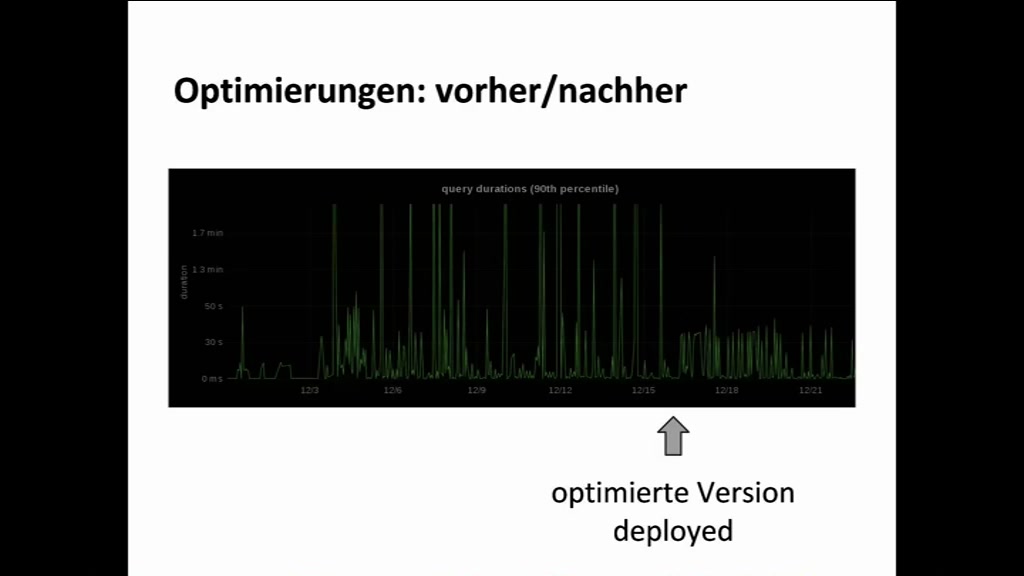 Optimierungen: vorher/nachher
query durations (90th percentile)
duration
1.7 min
1.3 min
50 s
30 s
0 ms
12/3 12/6 12/9 12/12 12/15 12/18 12/21
optimierte Version
deployed